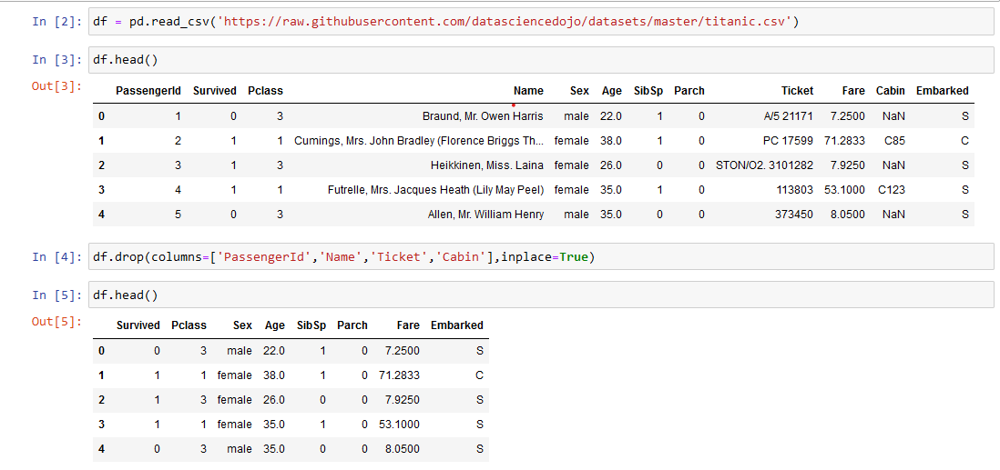 In [2]: df = pd.read_csv('https://raw.githubusercontent.com/datasciencedojo/datasets/master/titanic.csv')
In [3]: df.head()
Out[3]:
PassengerId Survived Pclass Name Sex Age SibSp Parch Ticket Fare Cabin Embarked
0 1 0 3 Braund, Mr. Owen Harris male 22.0 1 0 A/5 21171 7.2500 NaN S
1 2 1 1 Cumings, Mrs. John Bradley (Florence Briggs Th... female 38.0 1 0 PC 17599 71.2833 C85 C
2 3 1 3 Heikkinen, Miss. Laina female 26.0 0 0 STON/O2. 3101282 7.9250 NaN S
3 4 1 1 Futrelle, Mrs. Jacques Heath (Lily May Peel) female 35.0 1 0 113803 53.1000 C123 S
4 5 0 3 Allen, Mr. William Henry male 35.0 0 0 373450 8.0500 NaN S
In [4]: df.drop(columns=['PassengerId','Name','Ticket','Cabin'],inplace=True)
In [5]: df.head()
Out[5]:
Survived Pclass Sex Age SibSp Parch Fare Embarked
0 0 3 male 22.0 1 0 7.2500 S
1 1 1 female 38.0 1 0 71.2833 C
2 1 3 female 26.0 0 0 7.9250 S
3 1 1 female 35.0 1 0 53.1000 S
4 0 3 male 35.0 0 0 8.0500 S